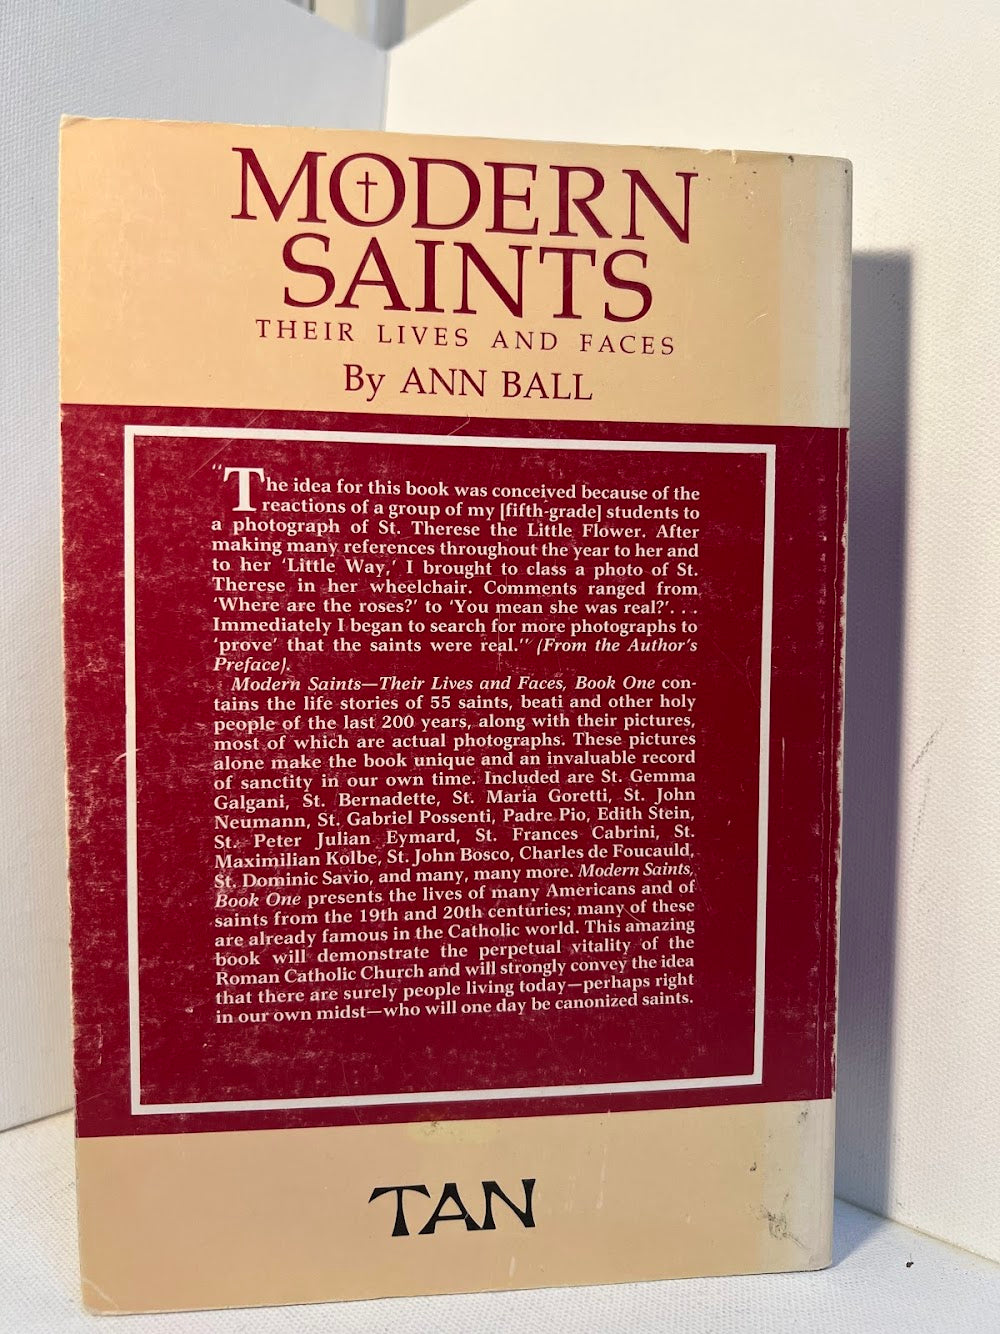 MODERN
SAINTS
THEIR LIVES AND FACES
By ANN BALL
"The idea for this book was conceived because of the
reactions of a group of my [fifth-grade] students to
a photograph of St. Therese the Little Flower. After
making many references throughout the year to her and
to her 'Little Way,' I brought to class a photo of St.
Therese in her wheelchair. Comments ranged from
'Where are the roses?' to 'You mean she was real?'. . .
Immediately I began to search for more photographs to
'prove' that the saints were real." (From the Author's
Preface).
Modern Saints—Their Lives and Faces, Book One con-
tains the life stories of 55 saints, beati and other holy
people of the last 200 years, along with their pictures,
most of which are actual photographs. These pictures
alone make the book unique and an invaluable record
of sanctity in our own time. Included are St. Gemma
Galgani, St. Bernadette, St. Maria Goretti, St. John
Neumann, St. Gabriel Possenti, Padre Pio, Edith Stein,
St. Peter Julian Eymard, St. Frances Cabrini, St.
Maximilian Kolbe, St. John Bosco, Charles de Foucauld,
St. Dominic Savio, and many, many more. Modern Saints,
Book One presents the lives of many Americans and of
saints from the 19th and 20th centuries; many of these
are already famous in the Catholic world. This amazing
book will demonstrate the perpetual vitality of the
Roman Catholic Church and will strongly convey the idea
that there are surely people living today—perhaps right
in our own midst—who will one day be canonized saints.
TAN